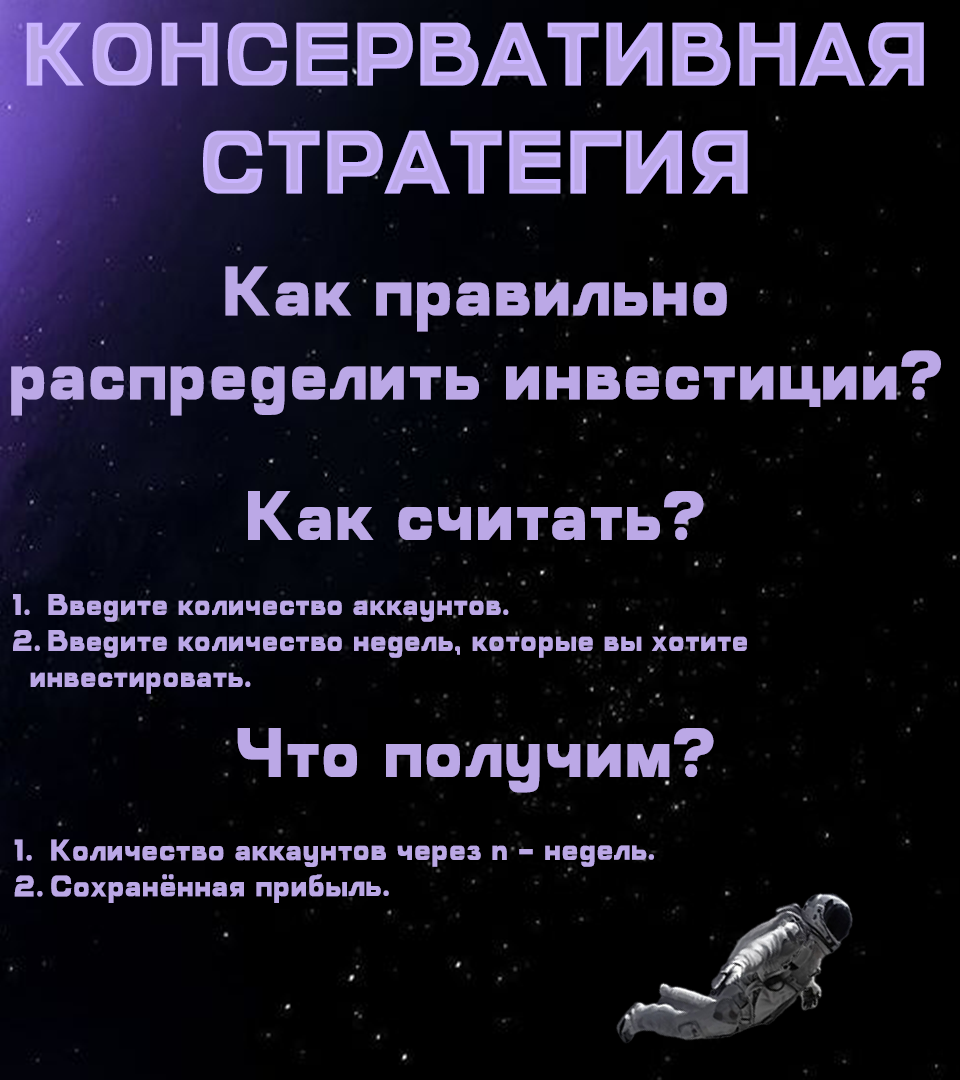 КОНСЕРВАТИВНАЯ
СТРАТЕГИЯ
Как правильно
распределить инвестиции?
Как считать?
1. Введите количество аккаунтов.
2. Введите количество недель, которые вы хотите
инвестировать.
Что получим?
1. Количество аккаунтов через n - недель.
2. Сохранённая прибыль.